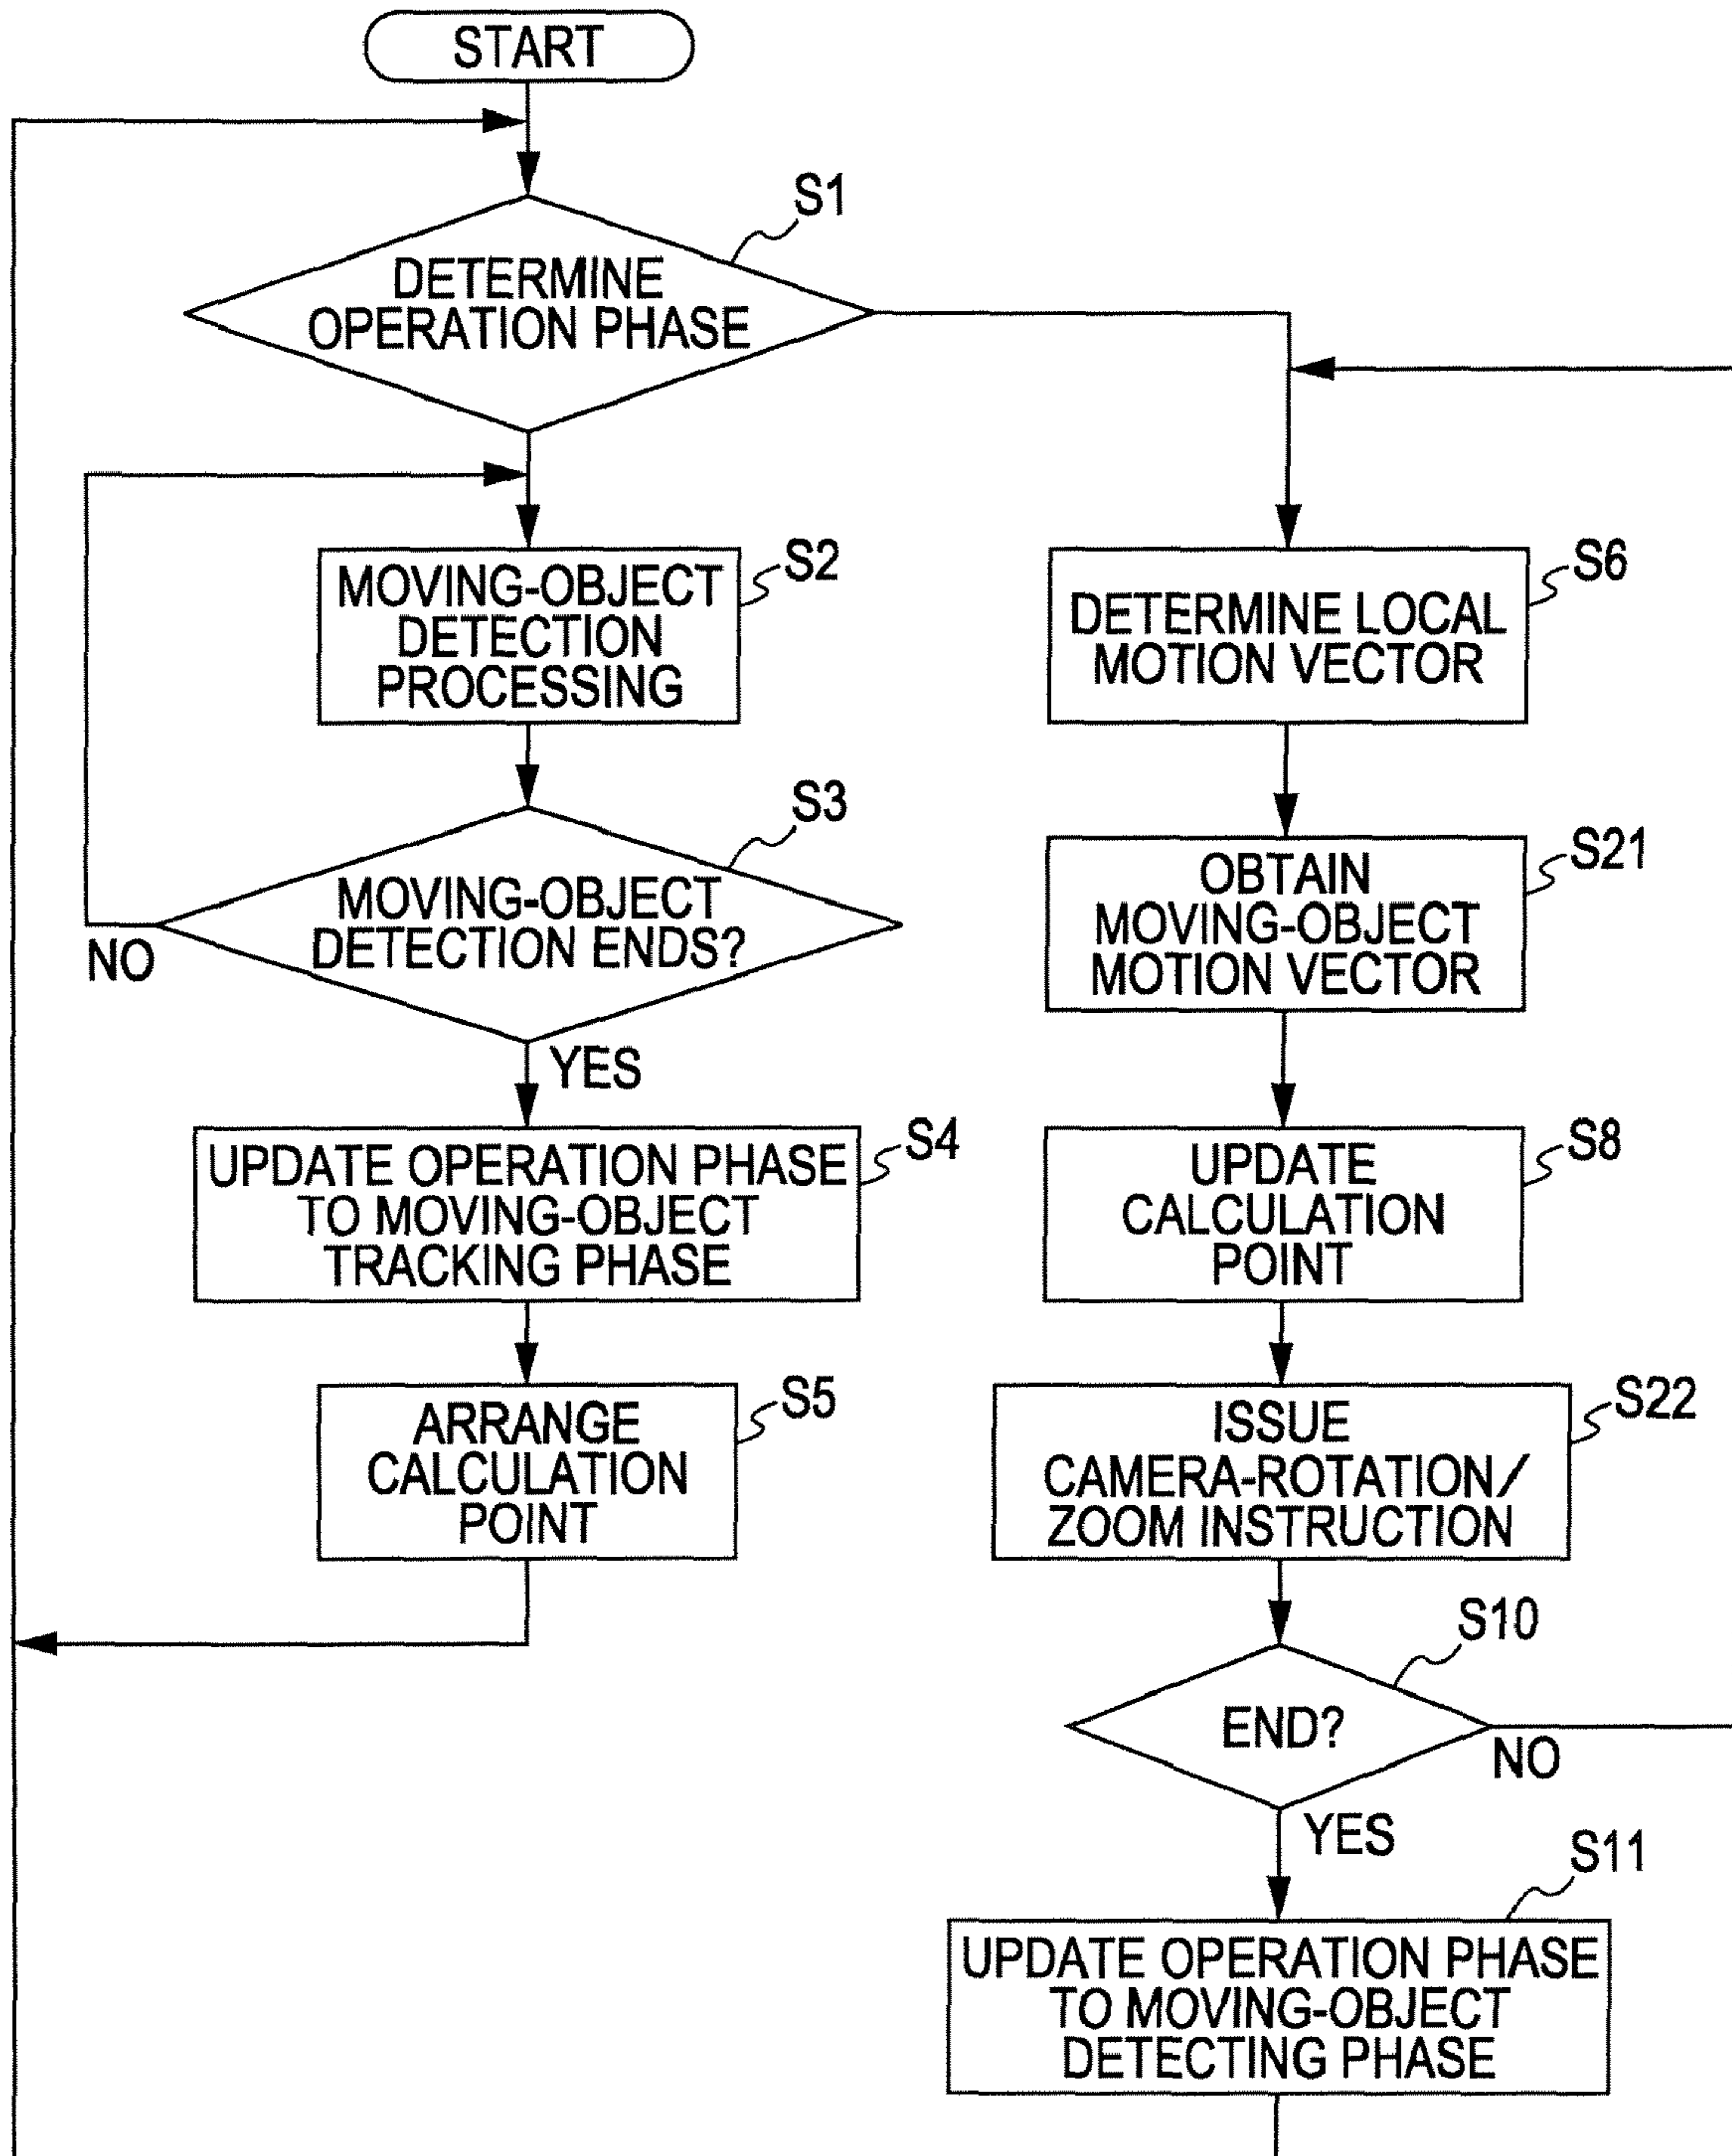 START
S1
DETERMINE
OPERATION PHASE
S2
MOVING-OBJECT
DETECTION
PROCESSING
S3
MOVING-OBJECT
DETECTION ENDS?
NO
YES
S4
UPDATE OPERATION PHASE
TO MOVING-OBJECT
TRACKING PHASE
S5
ARRANGE
CALCULATION
POINT
S6
DETERMINE LOCAL
MOTION VECTOR
S21
OBTAIN
MOVING-OBJECT
MOTION VECTOR
S8
UPDATE
CALCULATION
POINT
S22
ISSUE
CAMERA-ROTATION/
ZOOM INSTRUCTION
S10
END?
NO
YES
S11
UPDATE OPERATION PHASE
TO MOVING-OBJECT
DETECTING PHASE